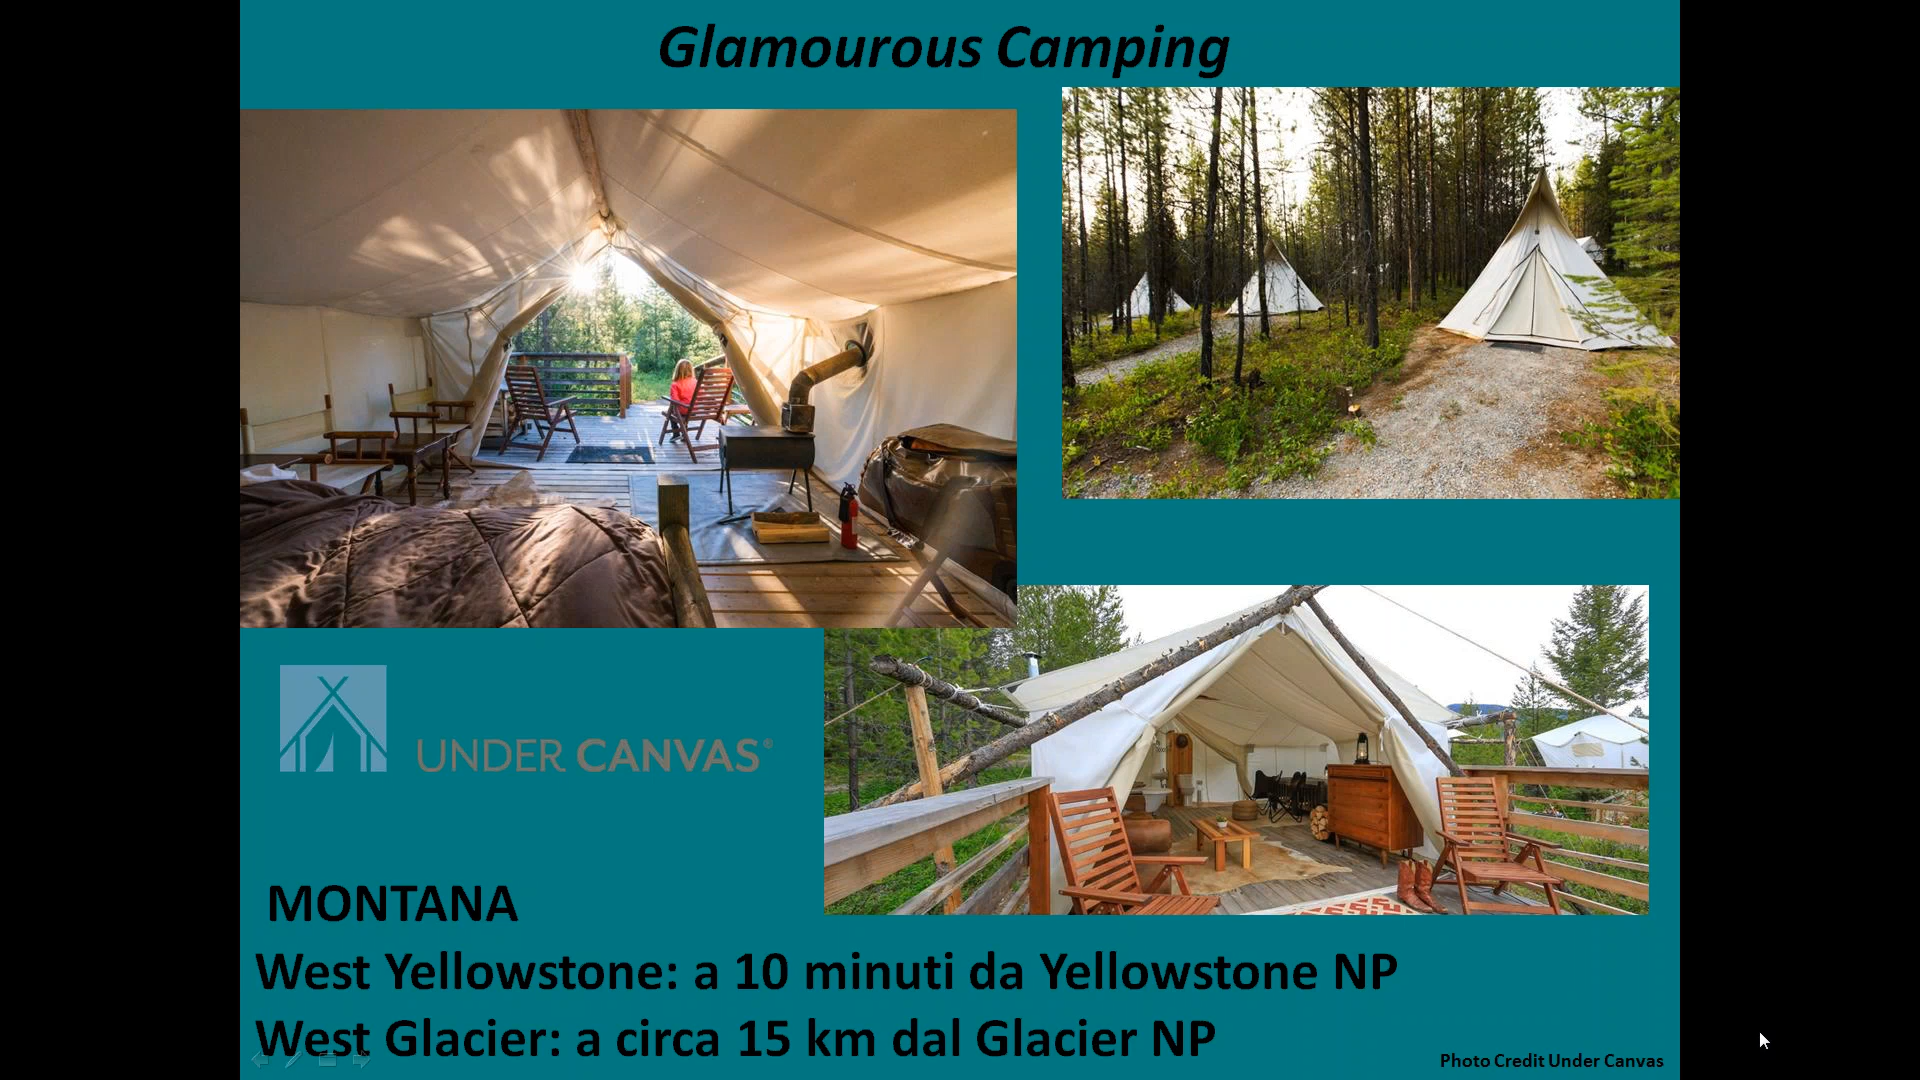 Glamourous Camping
UNDER CANVAS®
MONTANA
West Yellowstone: a 10 minuti da Yellowstone NP
West Glacier: a circa 15 km dal Glacier NP
Photo Credit Under Canvas